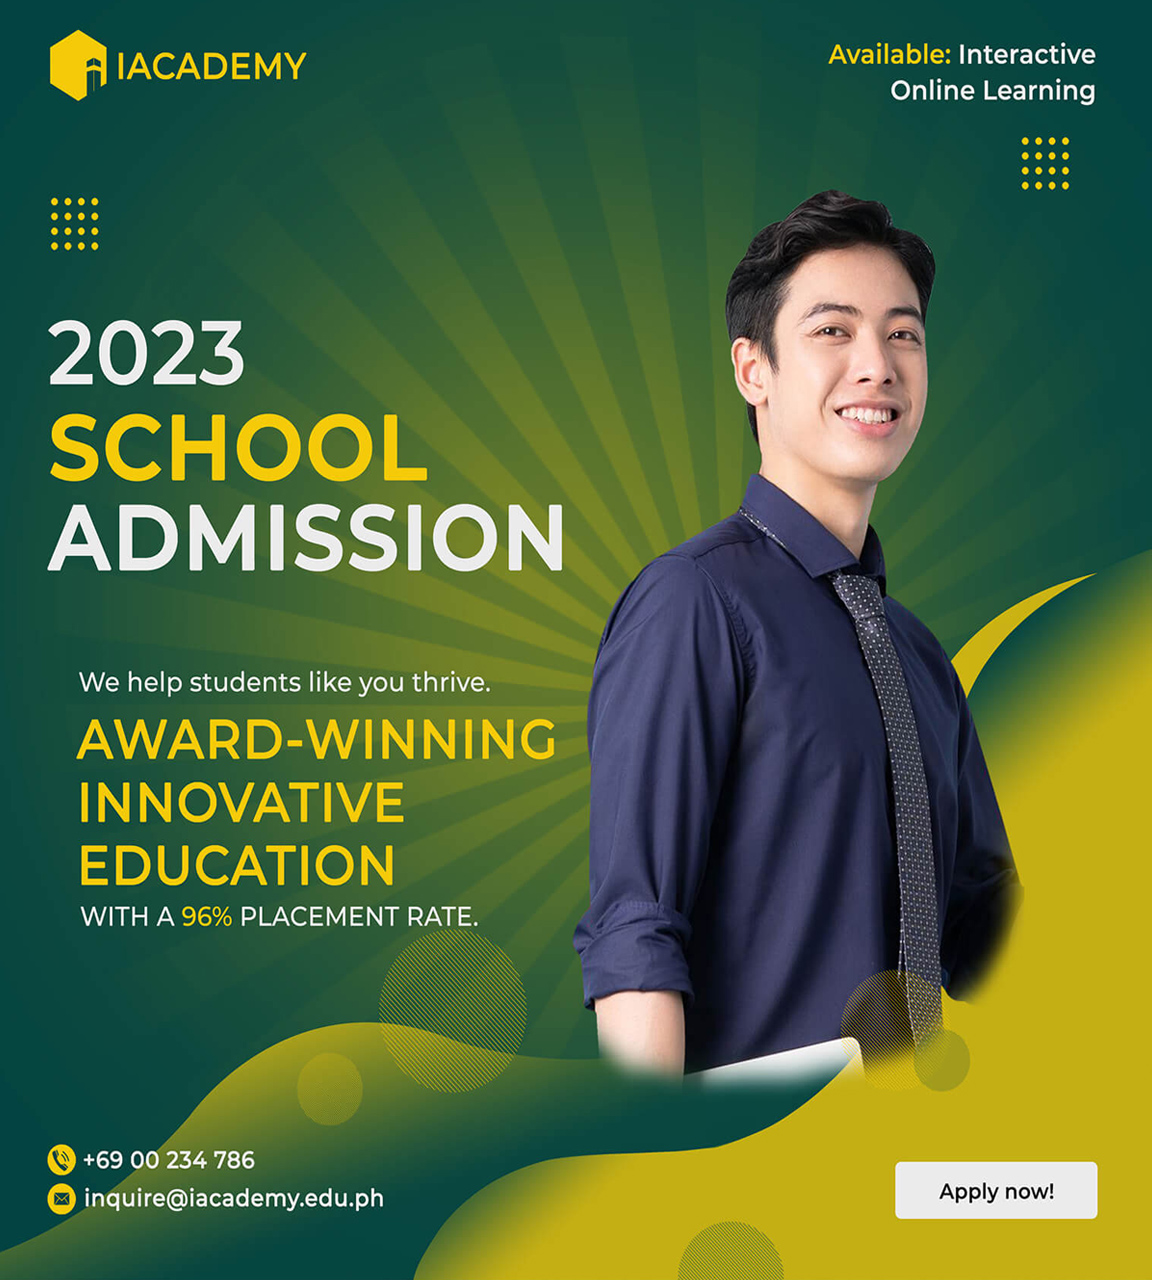 IACADEMY
Available: Interactive
Online Learning
2023
SCHOOL
ADMISSION
We help students like you thrive.
AWARD-WINNING
INNOVATIVE
EDUCATION
WITH A 96% PLACEMENT RATE.
+69 00 234 786
inquire@iacademy.edu.ph
Apply now!